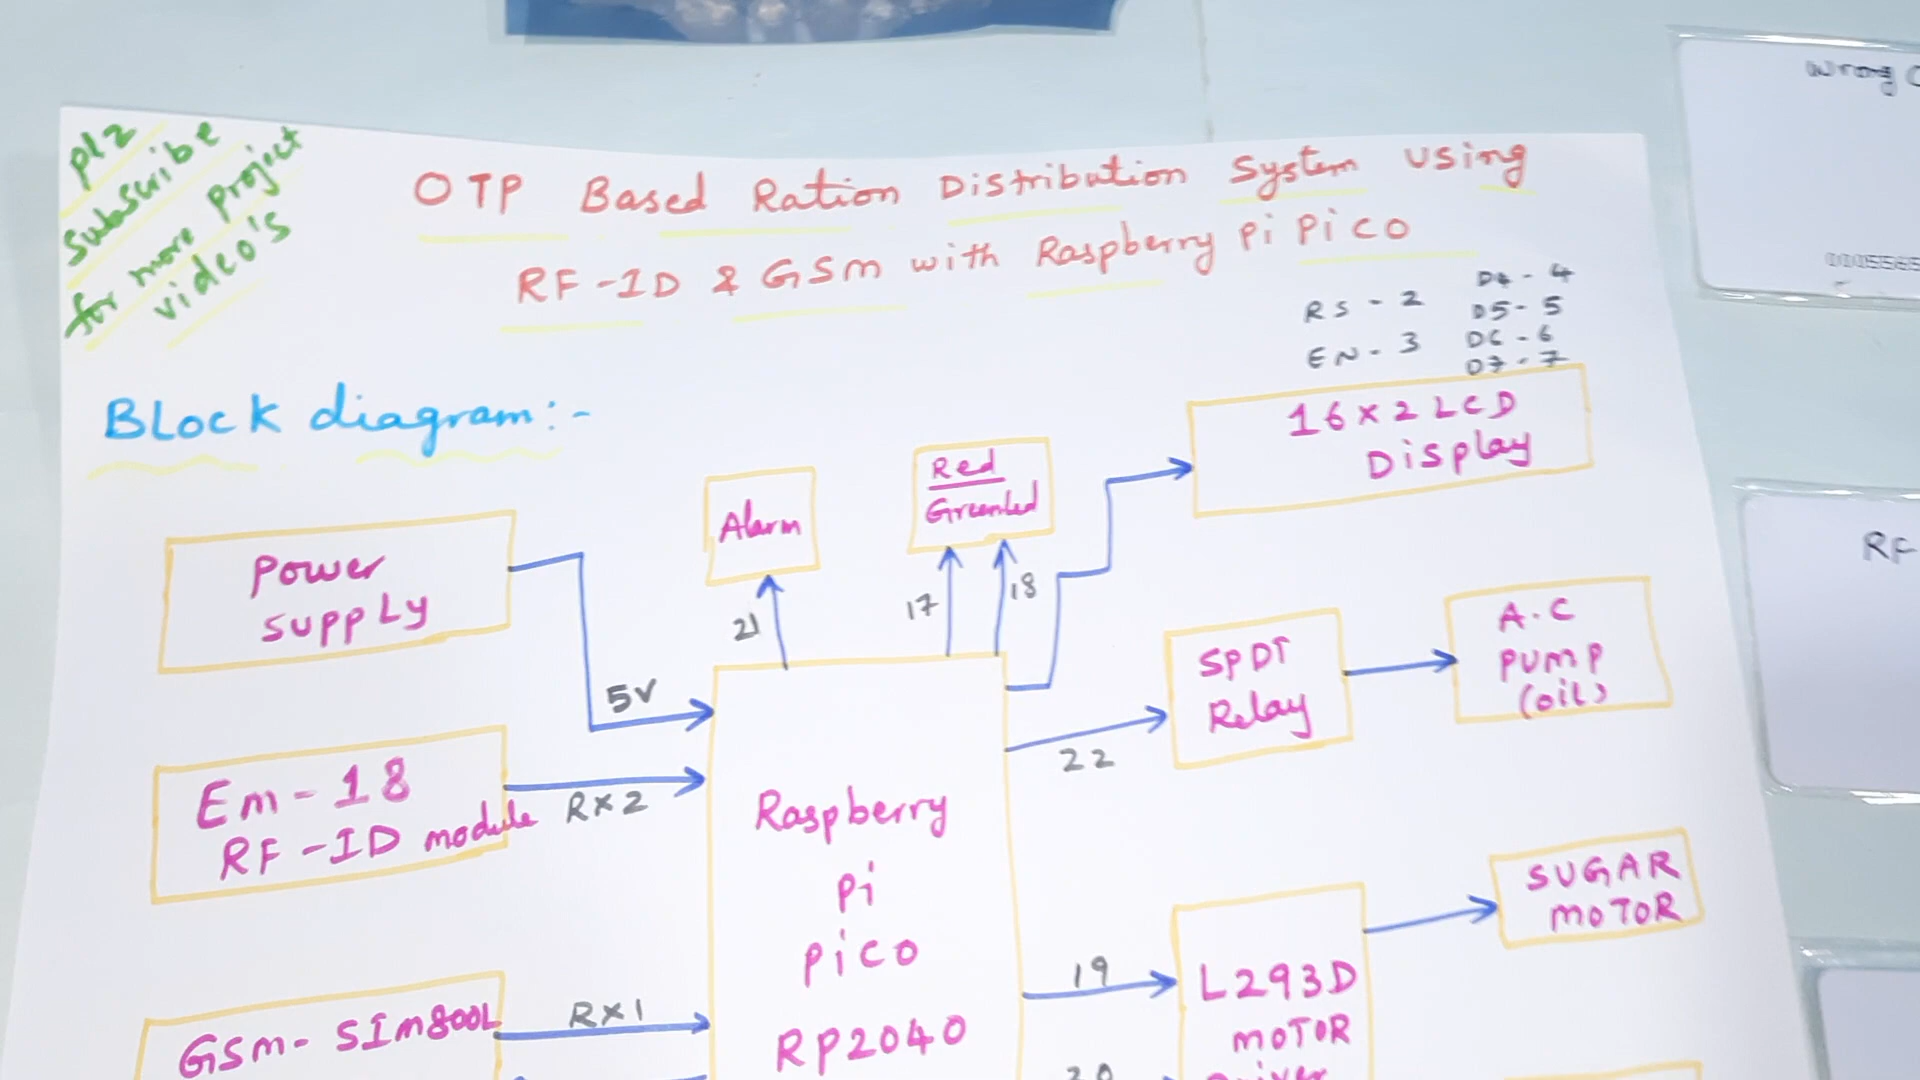 plz
subscribe
for more project
video's
OTP Based Ration Distribution System using
RF-ID & GSM with Raspberry Pi Pico
RS - 2
EN - 3
D4 - 4
D5 - 5
D6 - 6
D7 - 7
Block diagram:-
16x2 LCD
Display
Red
Greenled
Alarm
21
17
18
Power
supply
5V
SPDT
Relay
22
A.C
pump
(oil)
Em-18
RF-ID module
RX2
Raspberry
Pi
pico
RP2040
SUGAR
MOTOR
19
L293D
MOTOR
GSM- SIM800L
RX1
20
Wrong
RF